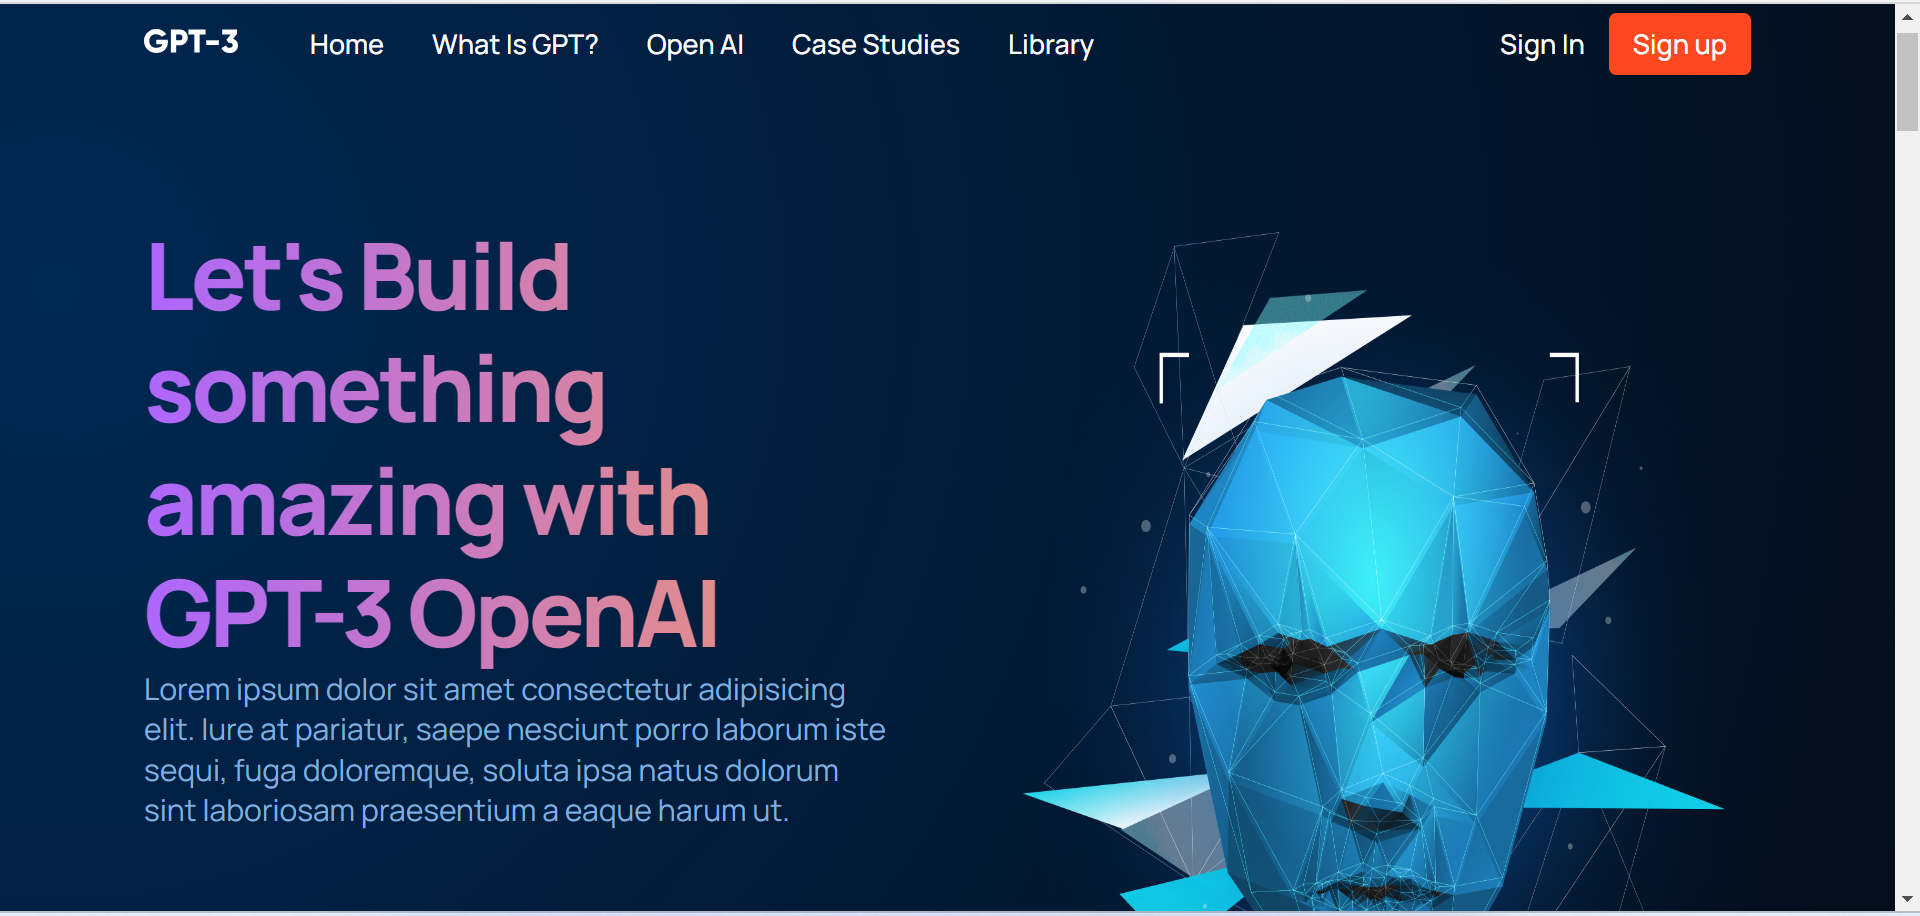 GPT-3 Home What Is GPT? Open AI Case Studies Library Sign In Sign up
Let's Build
something
amazing with
GPT-3 OpenAI
Lorem ipsum dolor sit amet consectetur adipisicing
elit. Iure at pariatur, saepe nesciunt porro laborum iste
sequi, fuga doloremque, soluta ipsa natus dolorum
sint laboriosam praesentium a eaque harum ut.